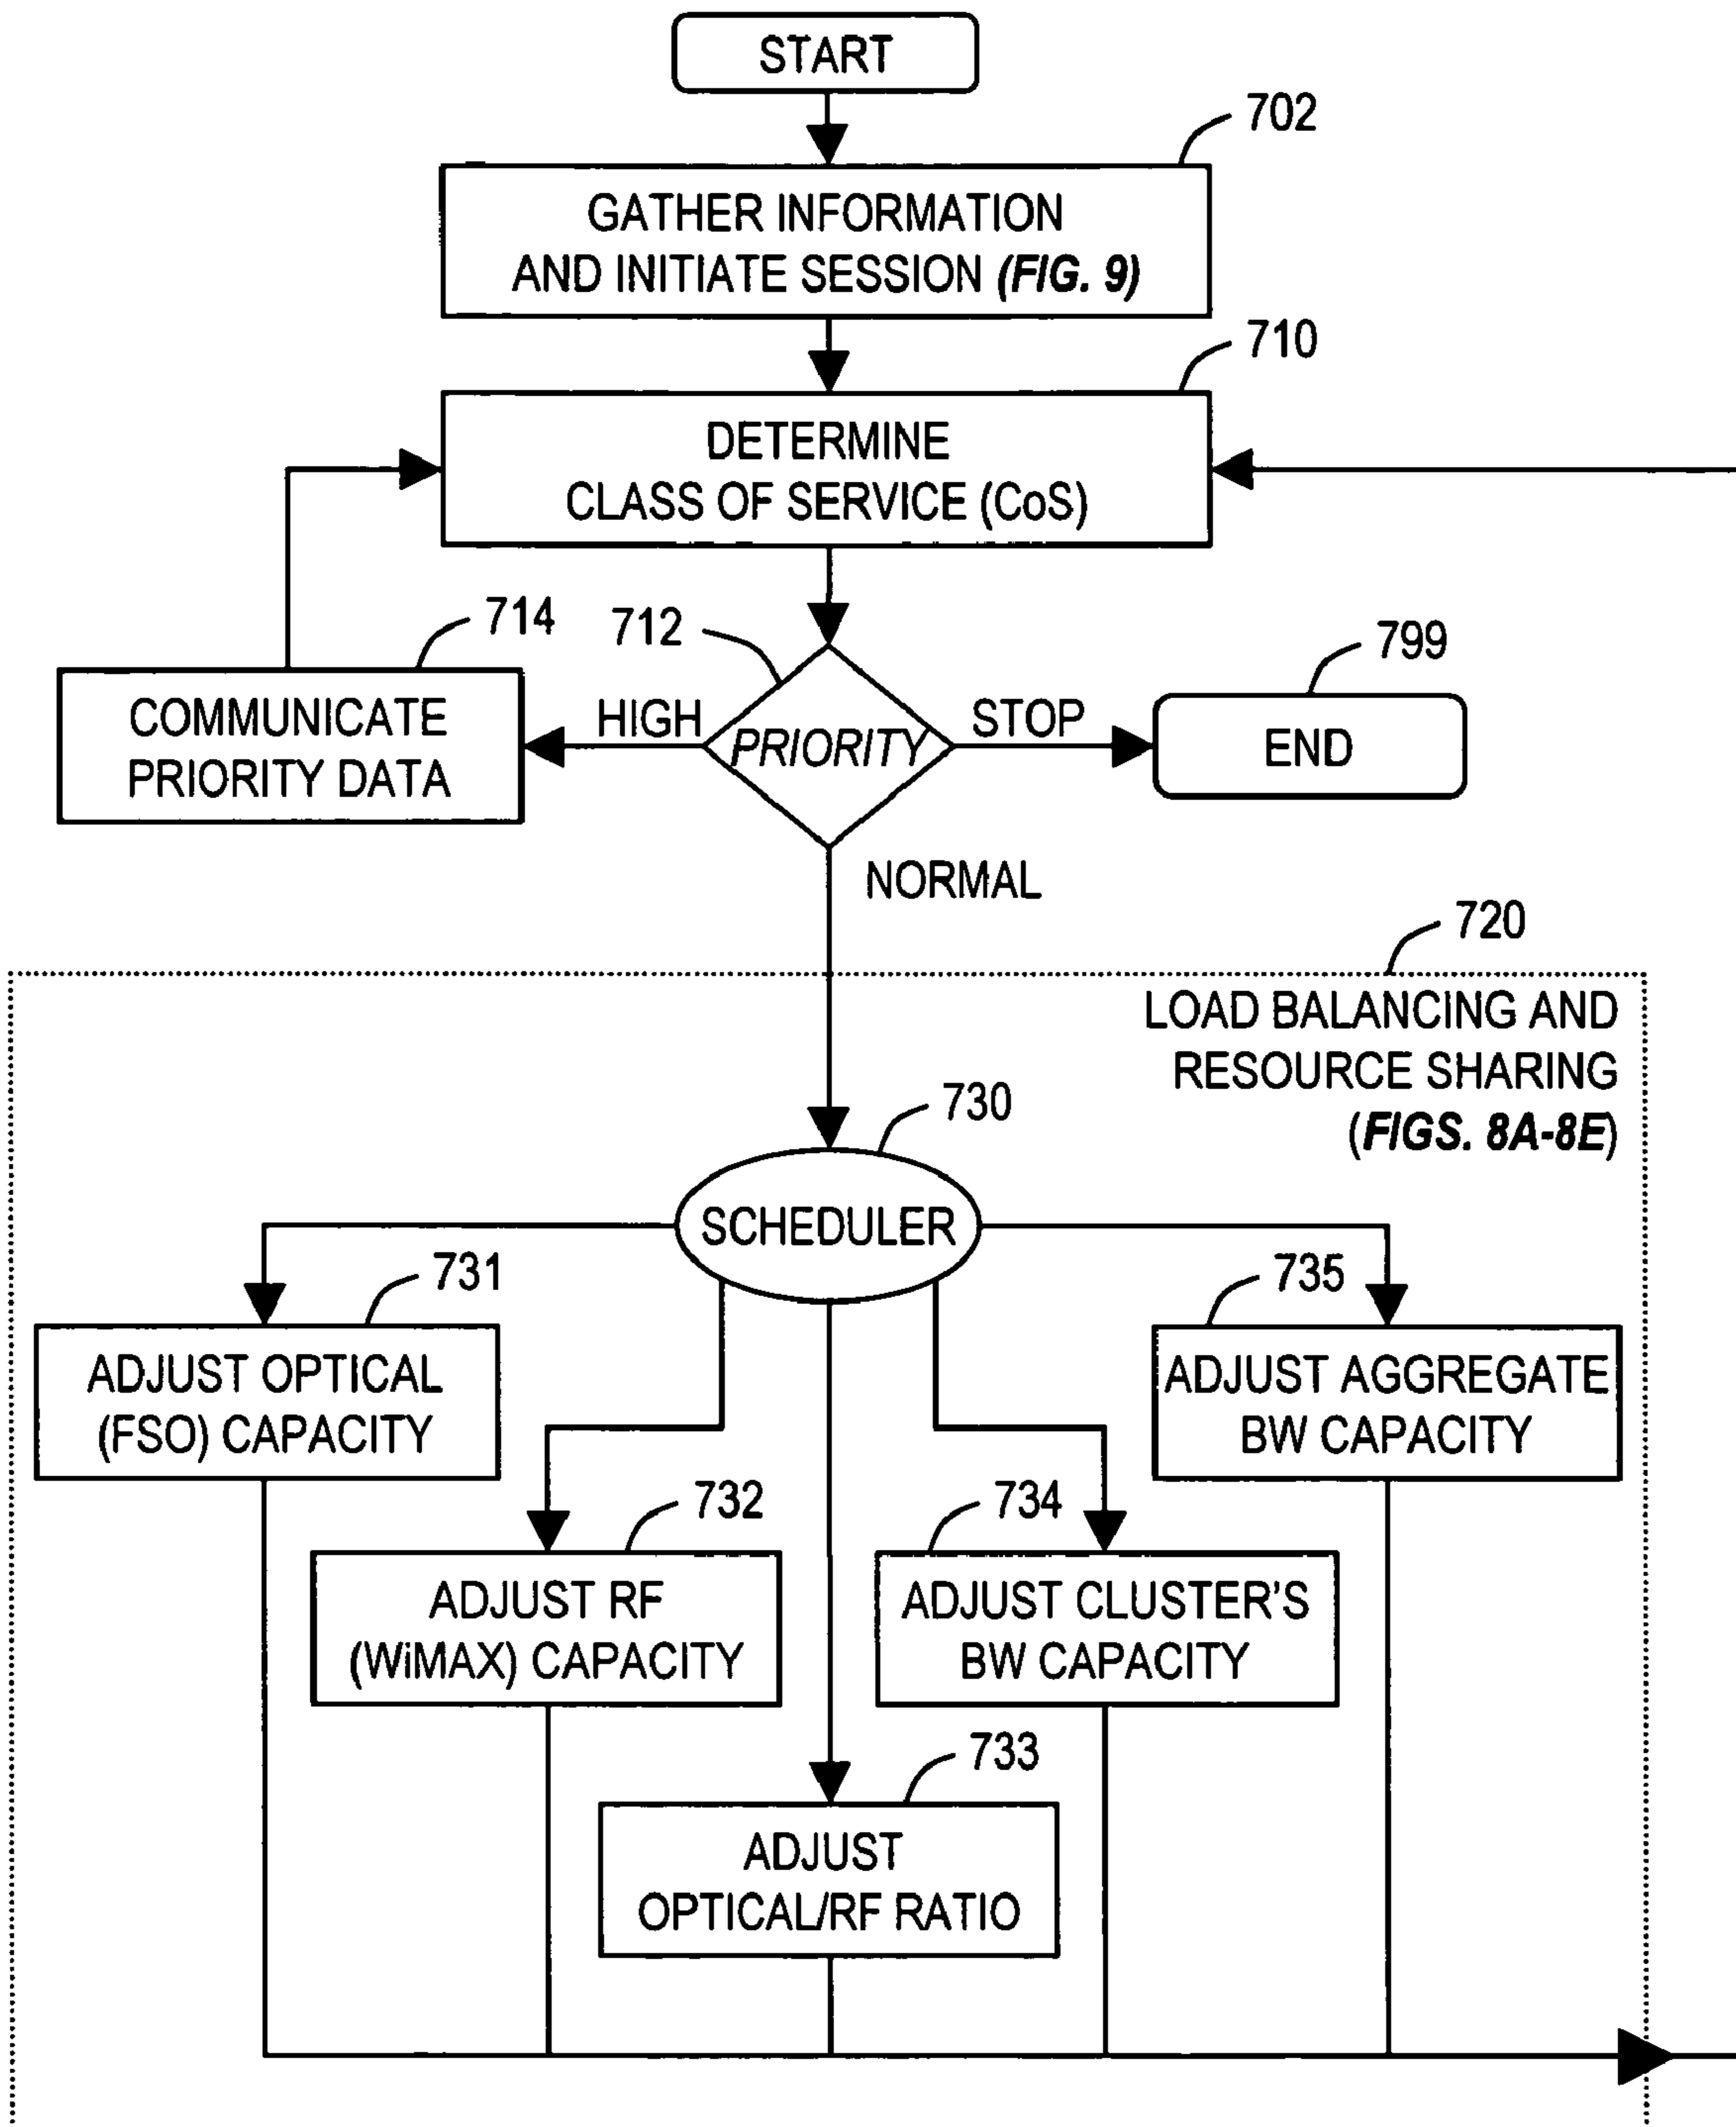 START
702
GATHER INFORMATION
AND INITIATE SESSION (FIG. 9)
710
DETERMINE
CLASS OF SERVICE (CoS)
714
712
799
COMMUNICATE
PRIORITY DATA
HIGH
PRIORITY
STOP
END
NORMAL
720
LOAD BALANCING AND
RESOURCE SHARING
(FIGS. 8A-8E)
730
SCHEDULER
731
735
ADJUST OPTICAL
(FSO) CAPACITY
ADJUST AGGREGATE
BW CAPACITY
732
734
ADJUST RF
(WiMAX) CAPACITY
ADJUST CLUSTER'S
BW CAPACITY
733
ADJUST
OPTICAL/RF RATIO